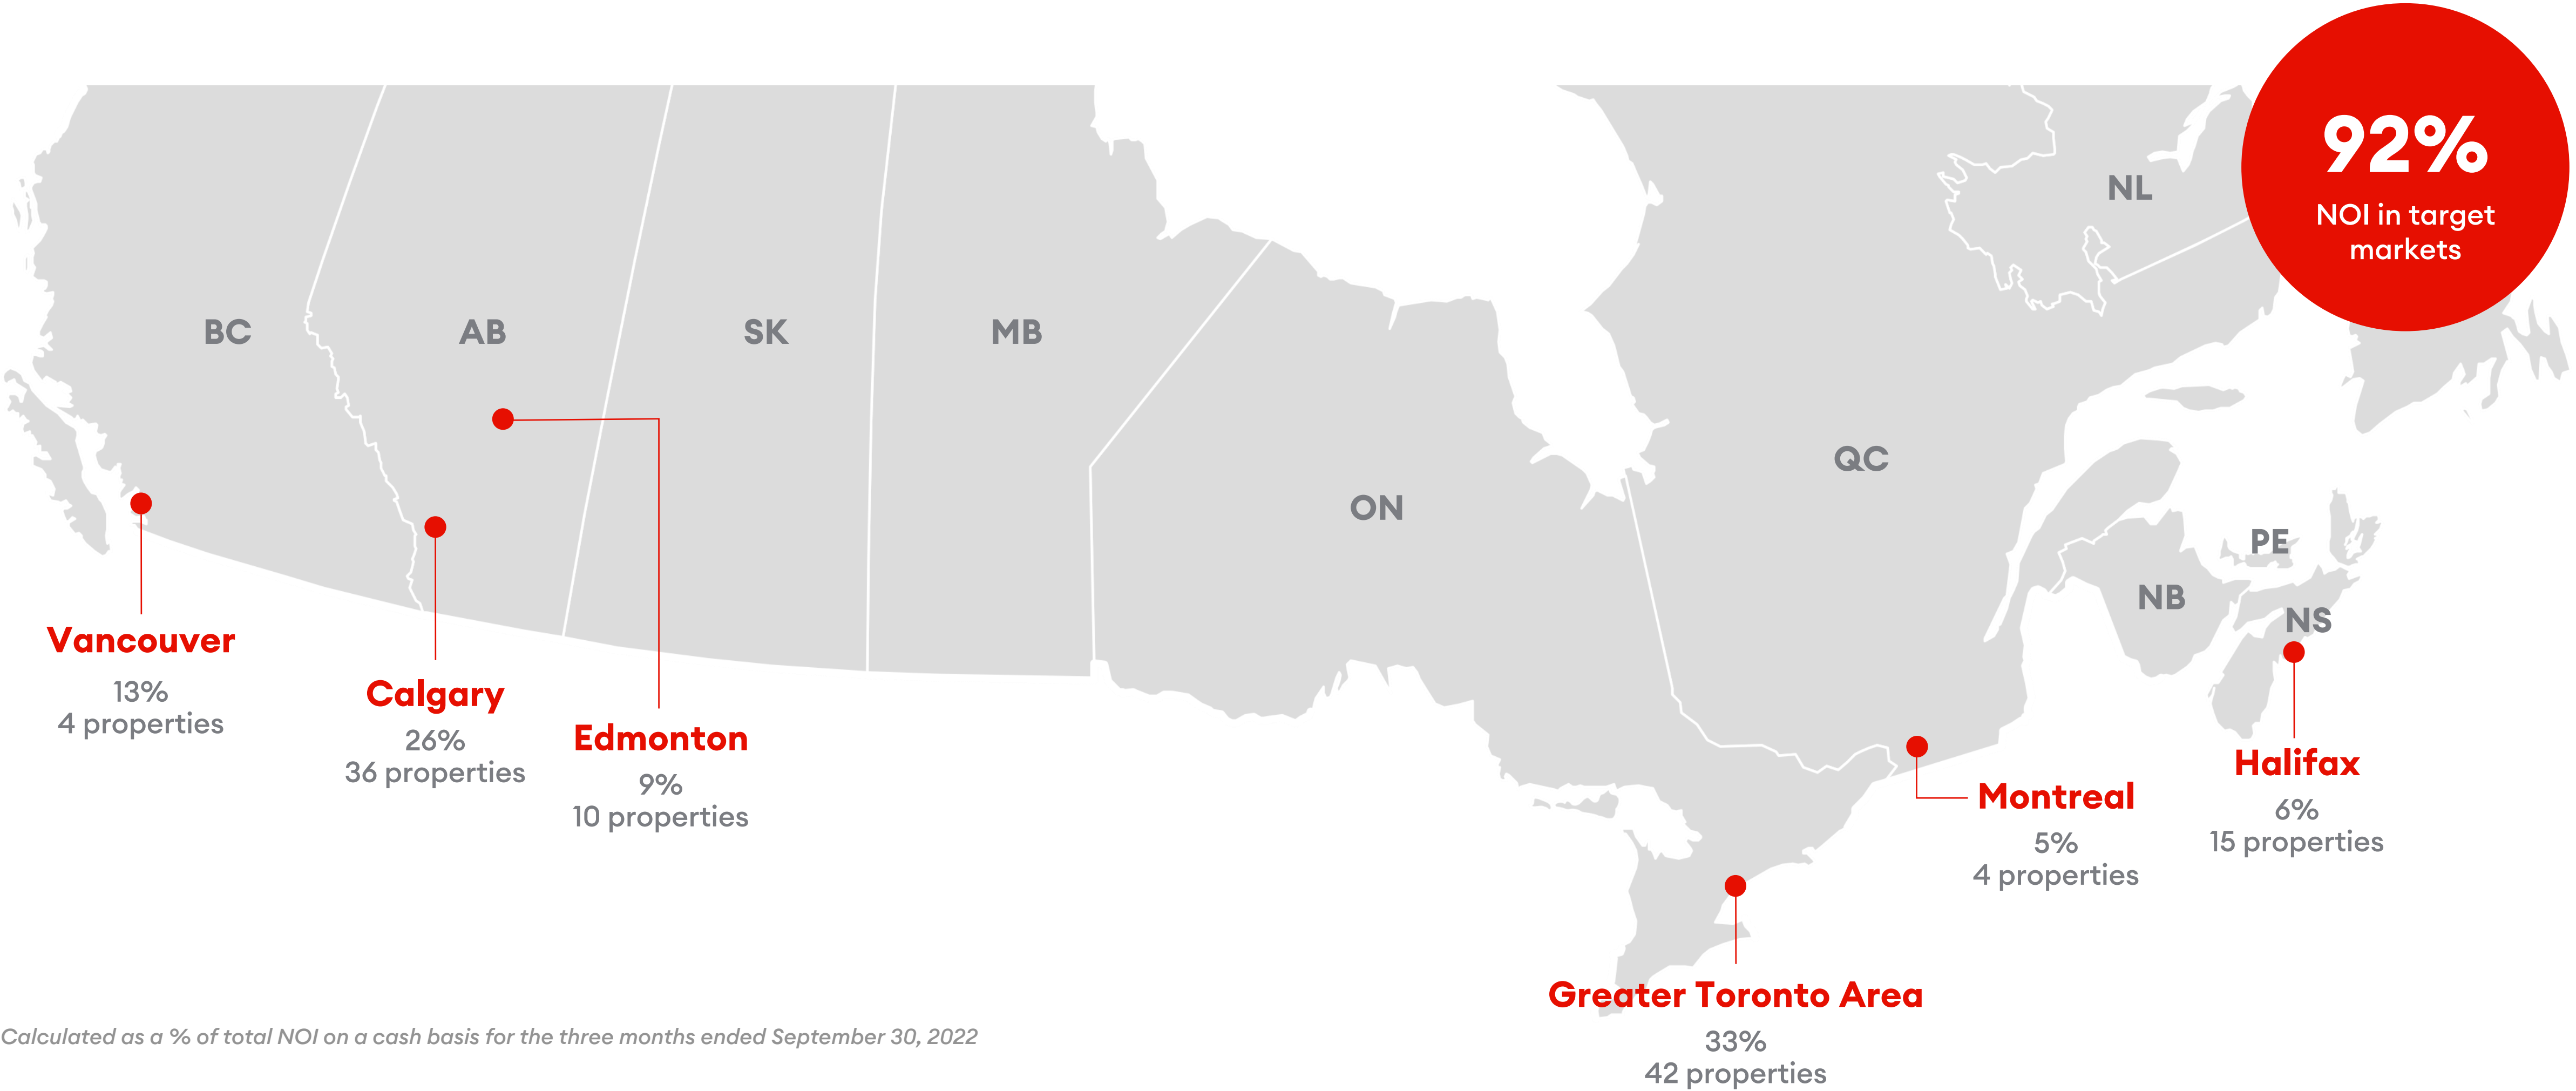 92%
NOI in target
markets
NL
BC
AB
SK
MB
QC
ON
PE
NB
NS
Vancouver
13%
4 properties
Calgary
26%
36 properties
Edmonton
9%
10 properties
Montreal
5%
4 properties
Halifax
6%
15 properties
Greater Toronto Area
33%
42 properties
Calculated as a % of total NOI on a cash basis for the three months ended September 30, 2022